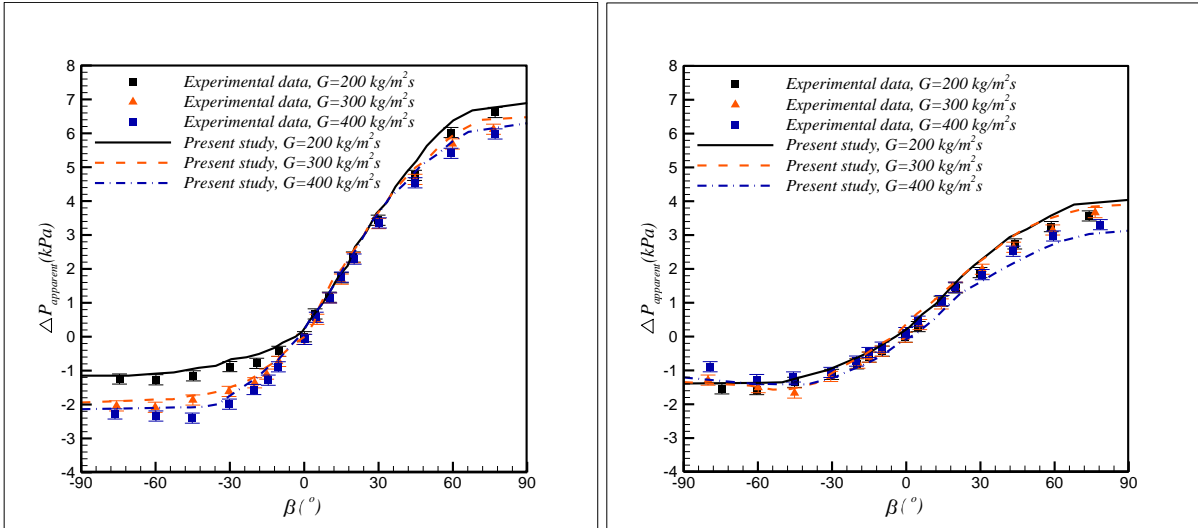 8
7
6
5
4
3
2
1
0
-1
-2
-3
-4
-90
-60
-30
0
30
60
90
β(°)
△P_apparent(kPa)
Experimental data, G=200 kg/m²s
Experimental data, G=300 kg/m²s
Experimental data, G=400 kg/m²s
Present study, G=200 kg/m²s
Present study, G=300 kg/m²s
Present study, G=400 kg/m²s
8
7
6
5
4
3
2
1
0
-1
-2
-3
-4
-90
-60
-30
0
30
60
90
β(°)
△P_apparent(kPa)
Experimental data, G=200 kg/m²s
Experimental data, G=300 kg/m²s
Experimental data, G=400 kg/m²s
Present study, G=200 kg/m²s
Present study, G=300 kg/m²s
Present study, G=400 kg/m²s